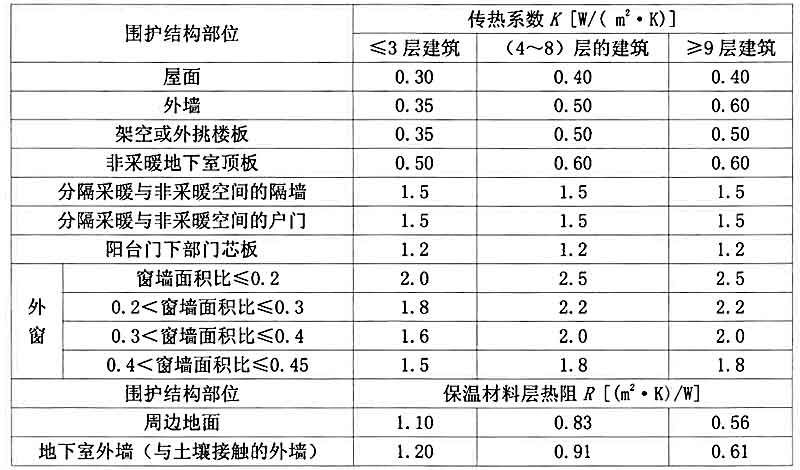 围护结构部位 传热系数 K [W/( m²·K)]
≤3层建筑 （4～8）层的建筑 ≥9层建筑
屋面 0.30 0.40 0.40
外墙 0.35 0.50 0.60
架空或外挑楼板 0.35 0.50 0.50
非采暖地下室顶板 0.50 0.60 0.60
分隔采暖与非采暖空间的隔墙 1.5 1.5 1.5
分隔采暖与非采暖空间的户门 1.5 1.5 1.5
阳台门下部门芯板 1.2 1.2 1.2
外窗
窗墙面积比≤0.2 2.0 2.5 2.5
0.2<窗墙面积比≤0.3 1.8 2.2 2.2
0.3<窗墙面积比≤0.4 1.6 2.0 2.0
0.4<窗墙面积比≤0.45 1.5 1.8 1.8
围护结构部位 保温材料层热阻 R [(m²·K)/W]
周边地面 1.10 0.83 0.56
地下室外墙（与土壤接触的外墙） 1.20 0.91 0.61